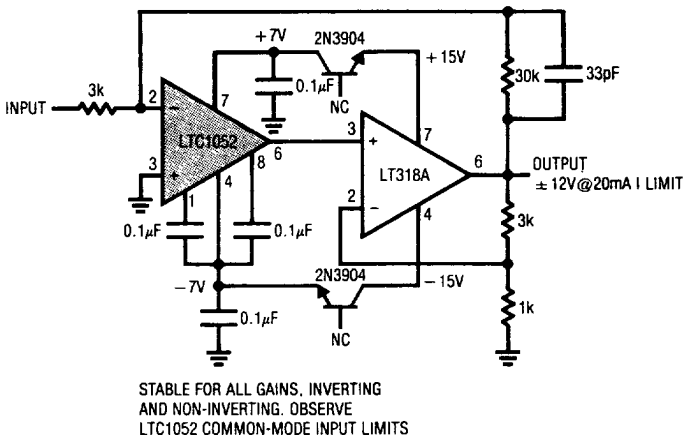 +7V
2N3904
+15V
0.1µF
NC
30k
33pF
3k
INPUT
2
−
7
LTC1052
6
3
+
8
1
4
3
+
7
LT318A
6
2
−
4
OUTPUT
± 12V@20mA I LIMIT
3k
0.1µF
0.1µF
−7V
2N3904
−15V
0.1µF
NC
1k
STABLE FOR ALL GAINS, INVERTING
AND NON-INVERTING. OBSERVE
LTC1052 COMMON-MODE INPUT LIMITS